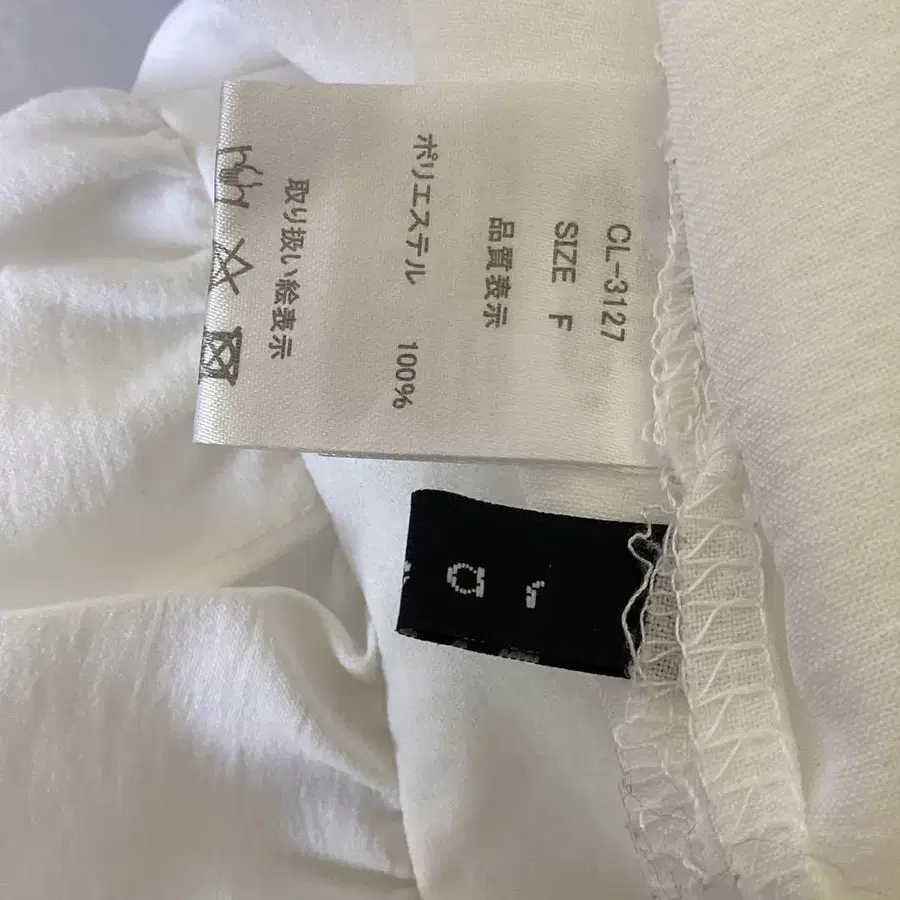 CL-3127
SIZE F
品質表示
ポリエステル 100%
取り扱い絵表示